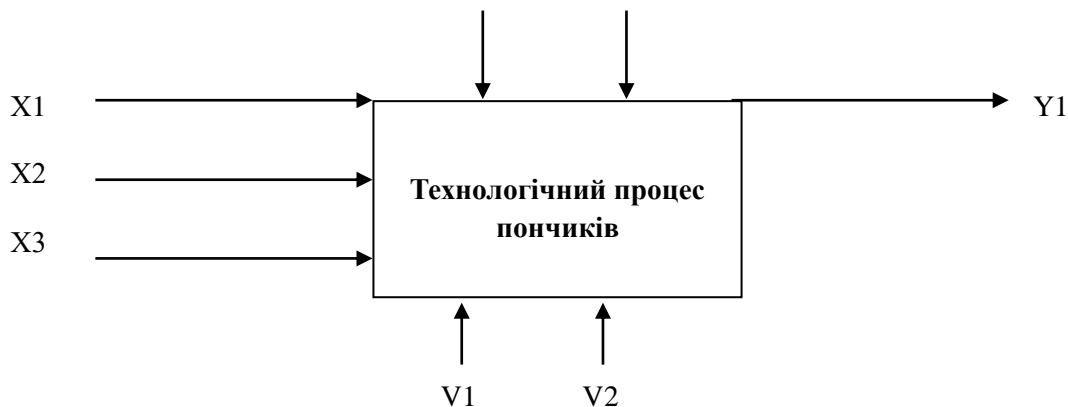 X1
Y1
X2
Технологічний процес
пончиків
X3
V1 V2